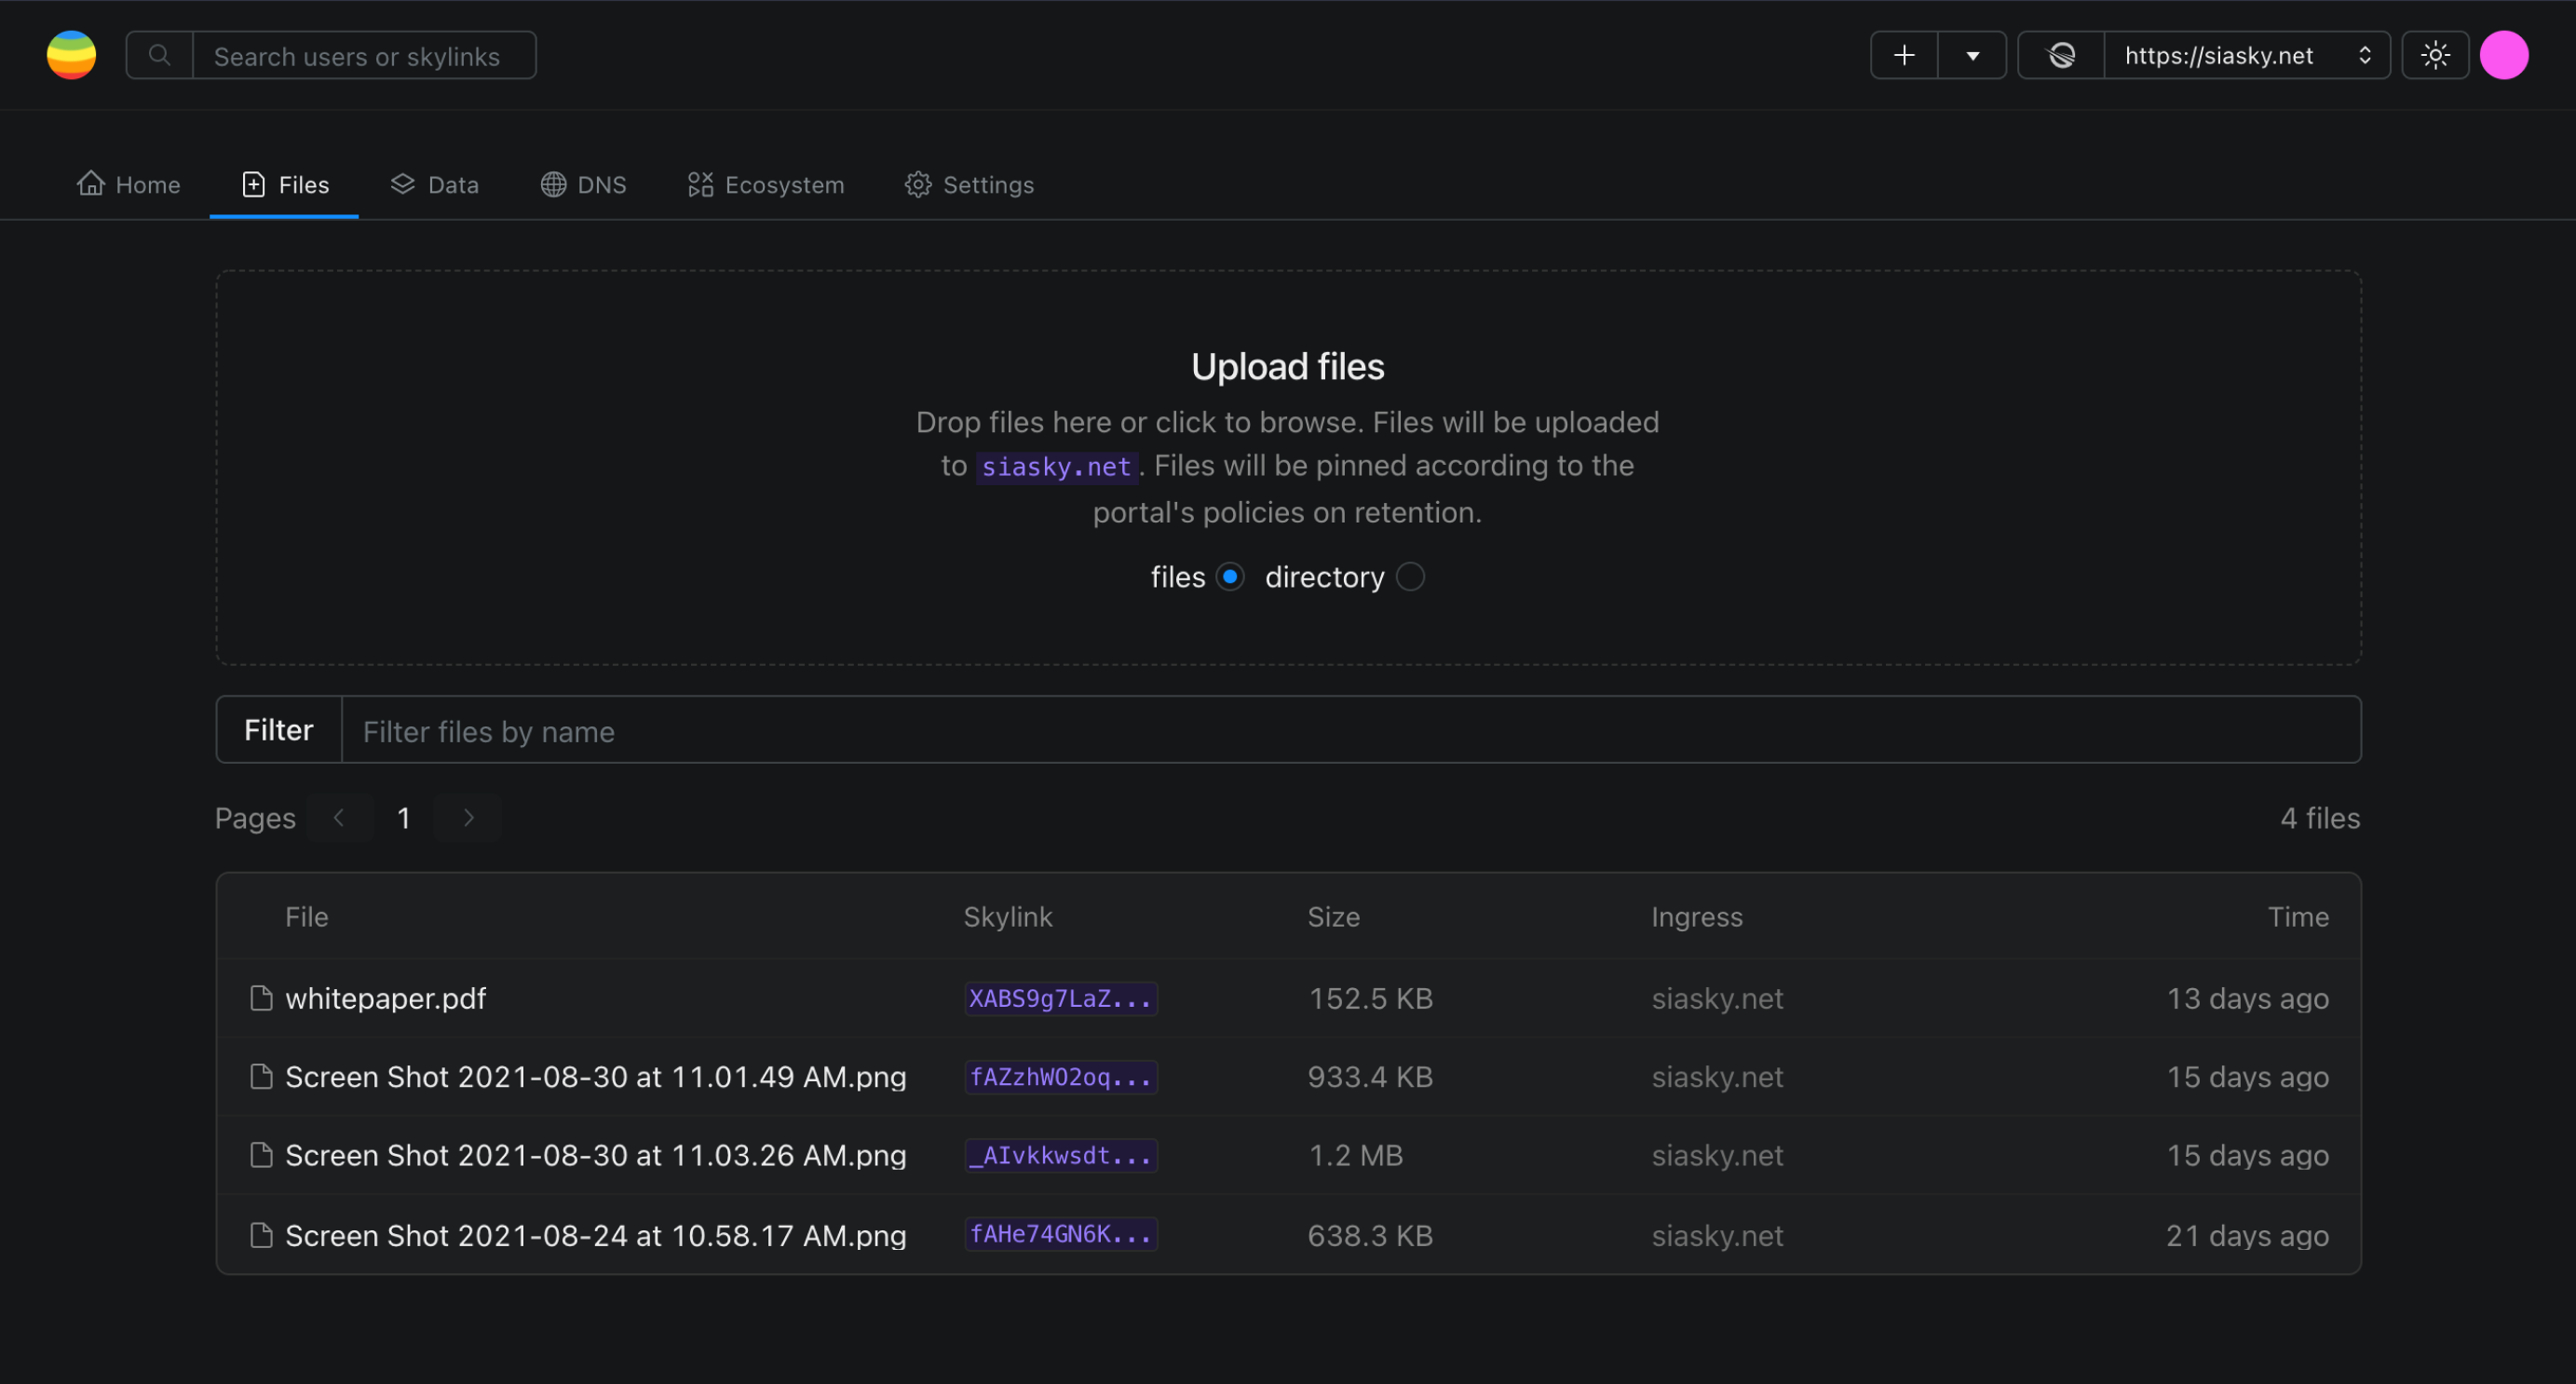 Search users or skylinks
https://siasky.net
Home Files Data DNS Ecosystem Settings
Upload files
Drop files here or click to browse. Files will be uploaded
to siasky.net. Files will be pinned according to the
portal's policies on retention.
files directory
Filter Filter files by name
Pages 1 4 files
File Skylink Size Ingress Time
whitepaper.pdf XABS9g7LaZ... 152.5 KB siasky.net 13 days ago
Screen Shot 2021-08-30 at 11.01.49 AM.png fAZzhWO2oq... 933.4 KB siasky.net 15 days ago
Screen Shot 2021-08-30 at 11.03.26 AM.png _AIvkkwsdt... 1.2 MB siasky.net 15 days ago
Screen Shot 2021-08-24 at 10.58.17 AM.png fAHe74GN6K... 638.3 KB siasky.net 21 days ago